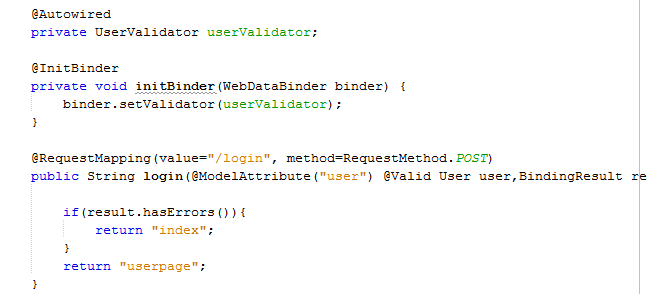 @Autowired
private UserValidator userValidator;
@InitBinder
private void initBinder(WebDataBinder binder) {
binder.setValidator(userValidator);
}
@RequestMapping(value="/login", method=RequestMethod.POST)
public String login(@ModelAttribute("user") @Valid User user,BindingResult re
if(result.hasErrors()){
return "index";
}
return "userpage";
}